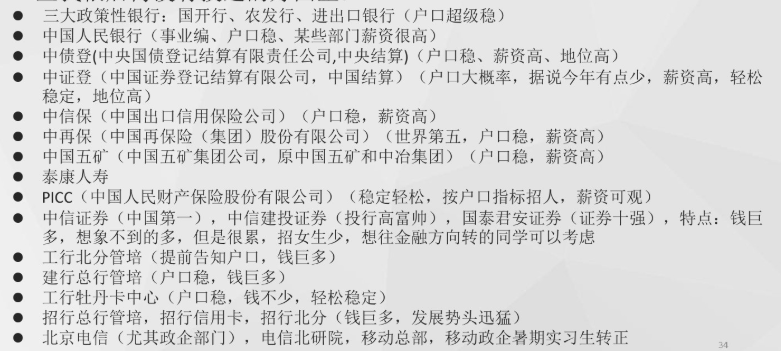 ● 三大政策性银行：国开行、农发行、进出口银行（户口超级稳）
● 中国人民银行（事业编、户口稳、某些部门薪资很高）
● 中债登(中央国债登记结算有限责任公司,中央结算)（户口稳、薪资高、地位高）
● 中证登（中国证券登记结算有限公司，中国结算）（户口大概率，据说今年有点少，薪资高，轻松
稳定，地位高）
● 中信保（中国出口信用保险公司）（户口稳，薪资高）
● 中再保（中国再保险（集团）股份有限公司）（世界第五，户口稳，薪资高）
● 中国五矿（中国五矿集团公司，原中国五矿和中冶集团）（户口稳，薪资高）
● 泰康人寿
● PICC（中国人民财产保险股份有限公司）（稳定轻松，按户口指标招人，薪资可观）
● 中信证券（中国第一），中信建投证券（投行高富帅），国泰君安证券（证券十强），特点：钱巨
多，想象不到的多，但是很累，招女生少，想往金融方向转的同学可以考虑
● 工行北分管培（提前告知户口，钱巨多）
● 建行总行管培（户口稳，钱巨多）
● 工行牡丹卡中心（户口稳，钱不少，轻松稳定）
● 招行总行管培，招行信用卡，招行北分（钱巨多，发展势头迅猛）
● 北京电信（尤其政企部门），电信北研院，移动总部，移动政企暑期实习生转正
34